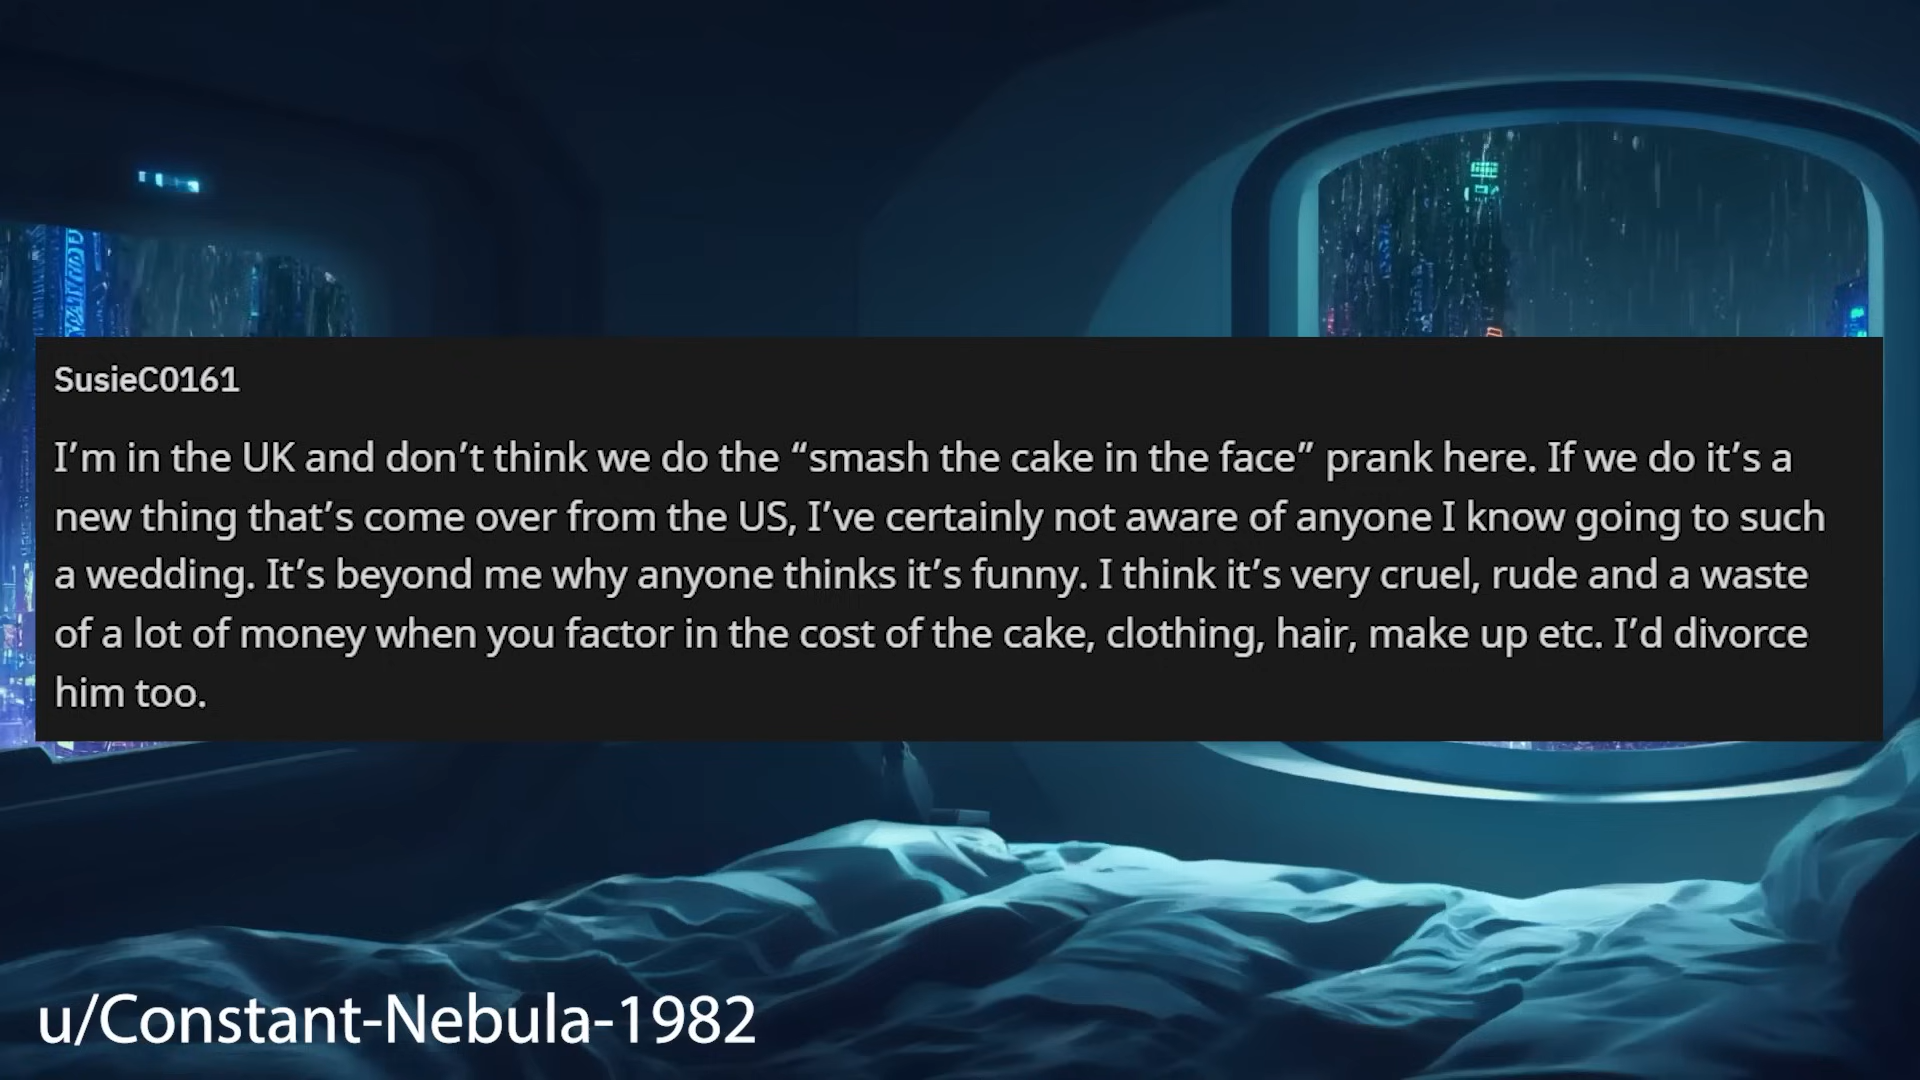 SusieC0161
I’m in the UK and don’t think we do the “smash the cake in the face” prank here. If we do it’s a
new thing that’s come over from the US, I’ve certainly not aware of anyone I know going to such
a wedding. It’s beyond me why anyone thinks it’s funny. I think it’s very cruel, rude and a waste
of a lot of money when you factor in the cost of the cake, clothing, hair, make up etc. I’d divorce
him too.
u/Constant-Nebula-1982